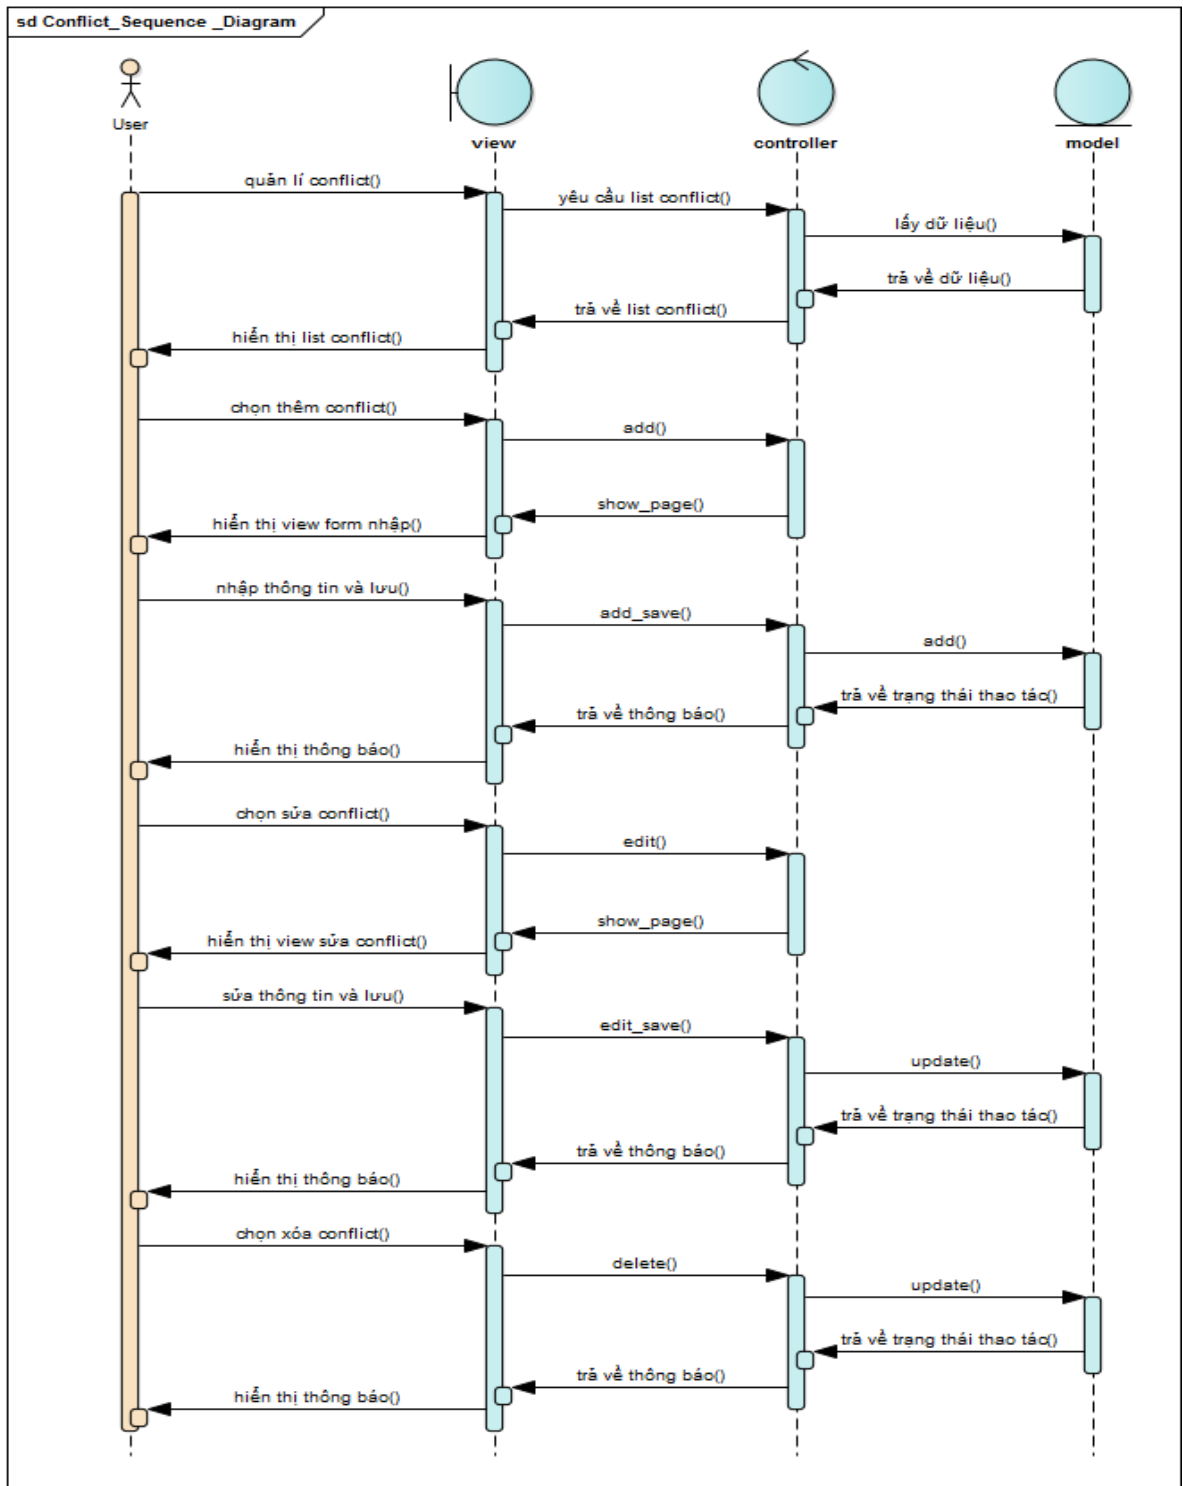 sd Conflict_Sequence _Diagram
User
view
controller
model
quản lí conflict()
yêu cầu list conflict()
lấy dữ liệu()
trả về dữ liệu()
trả về list conflict()
hiển thị list conflict()
chọn thêm conflict()
add()
show_page()
hiển thị view form nhập()
nhập thông tin và lưu()
add_save()
add()
trả về trạng thái thao tác()
trả về thông báo()
hiển thị thông báo()
chọn sửa conflict()
edit()
show_page()
hiển thị view sửa conflict()
sửa thông tin và lưu()
edit_save()
update()
trả về trạng thái thao tác()
trả về thông báo()
hiển thị thông báo()
chọn xóa conflict()
delete()
update()
trả về trạng thái thao tác()
trả về thông báo()
hiển thị thông báo()